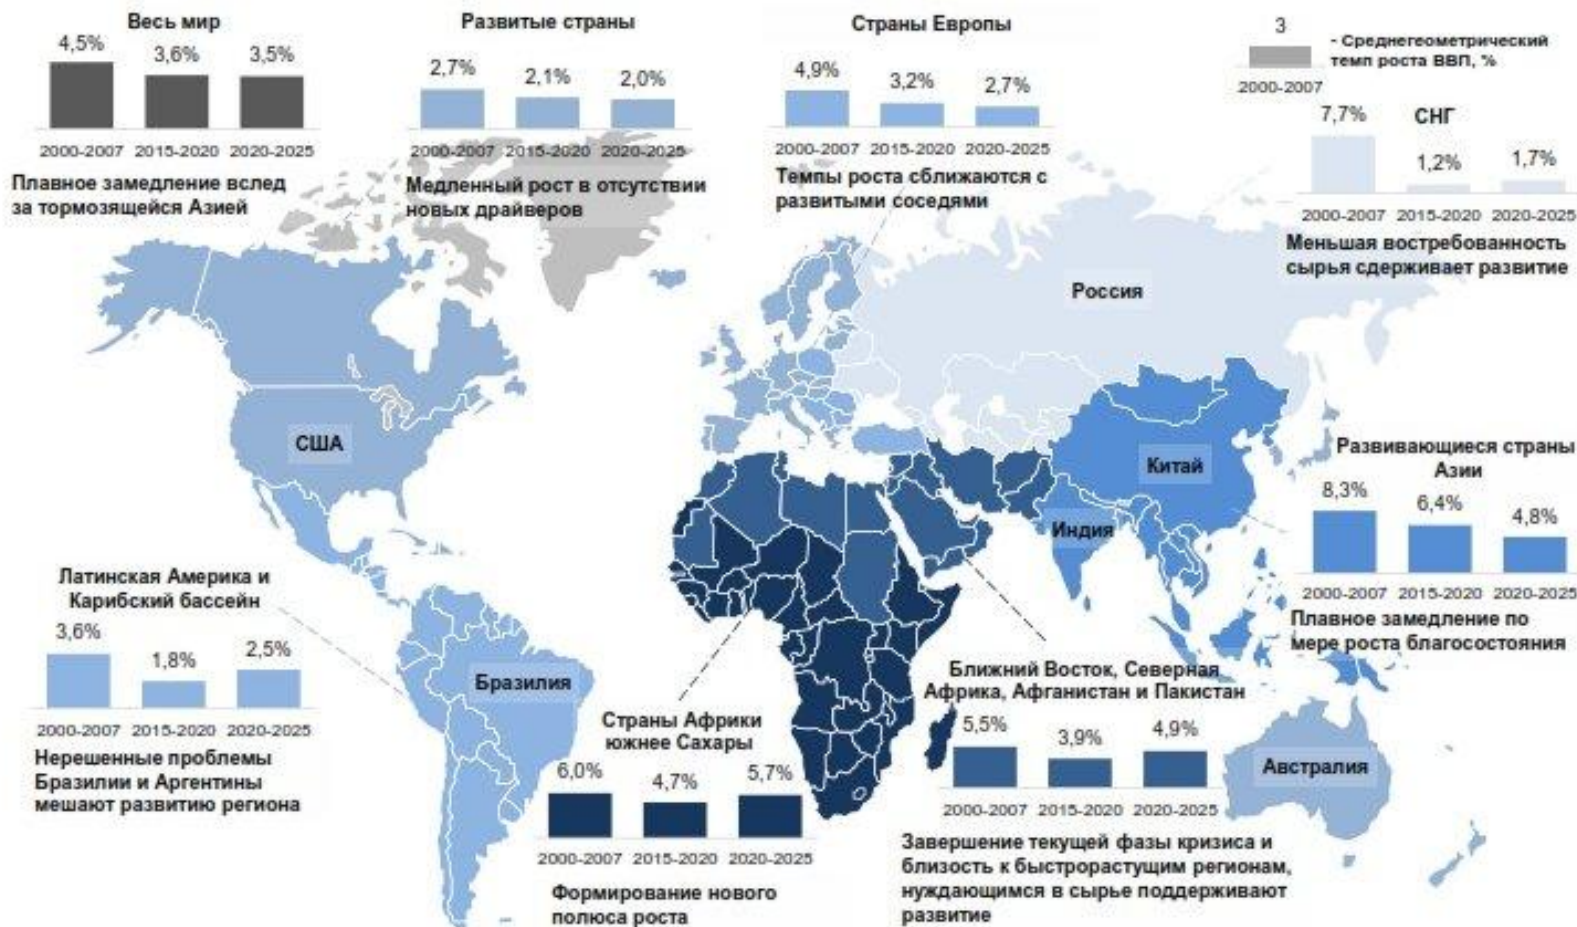 Весь мир
4,5%
3,6%
3,5%
2000-2007 2015-2020 2020-2025
Плавное замедление вслед
за тормозящейся Азией
Развитые страны
2,7%
2,1%
2,0%
2000-2007 2015-2020 2020-2025
Медленный рост в отсутствии
новых драйверов
Страны Европы
4,9%
3,2%
2,7%
2000-2007 2015-2020 2020-2025
Темпы роста сближаются с
развитыми соседями
3
- Среднегеометрический
темп роста ВВП, %
2000-2007
СНГ
7,7%
1,2%
1,7%
2000-2007 2015-2020 2020-2025
Меньшая востребованность
сырья сдерживает развитие
Россия
США
Китай
Индия
Развивающиеся страны
Азии
8,3%
6,4%
4,8%
2000-2007 2015-2020 2020-2025
Плавное замедление по
мере роста благосостояния
Латинская Америка и
Карибский бассейн
3,6%
1,8%
2,5%
2000-2007 2015-2020 2020-2025
Нерешенные проблемы
Бразилии и Аргентины
мешают развитию региона
Бразилия
Страны Африки
южнее Сахары
6,0%
4,7%
5,7%
2000-2007 2015-2020 2020-2025
Формирование нового
полюса роста
Ближний Восток, Северная
Африка, Афганистан и Пакистан
5,5%
3,9%
4,9%
2000-2007 2015-2020 2020-2025
Завершение текущей фазы кризиса и
близость к быстрорастущим регионам,
нуждающимся в сырье поддерживают
развитие
Австралия